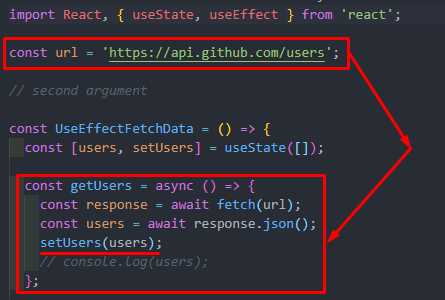 import React, { useState, useEffect } from 'react';
const url = 'https://api.github.com/users';
// second argument
const UseEffectFetchData = () => {
const [users, setUsers] = useState([]);
const getUsers = async () => {
const response = await fetch(url);
const users = await response.json();
setUsers(users);
// console.log(users);
};